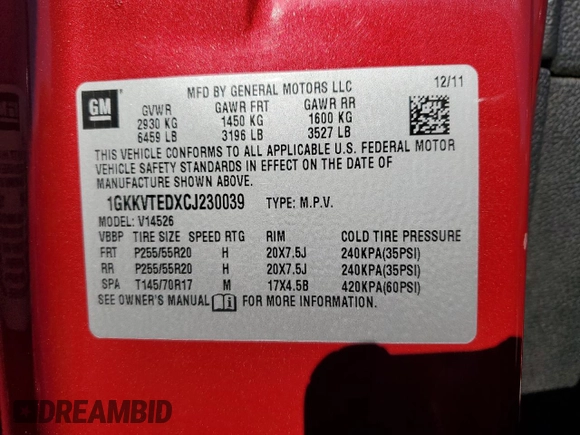 GM
MFD BY GENERAL MOTORS LLC 12/11
GVWR GAWR FRT GAWR RR
2930 KG 1450 KG 1600 KG
6459 LB 3196 LB 3527 LB
THIS VEHICLE CONFORMS TO ALL APPLICABLE U.S. FEDERAL MOTOR
VEHICLE SAFETY STANDARDS IN EFFECT ON THE DATE OF
MANUFACTURE SHOWN ABOVE.
1GKKVTEDXCJ230039 TYPE: M.P.V.
MODEL: V14526
VBBP TIRE SIZE SPEED RTG RIM COLD TIRE PRESSURE
FRT P255/55R20 H 20X7.5J 240KPA(35PSI)
RR P255/55R20 H 20X7.5J 240KPA(35PSI)
SPA T145/70R17 M 17X4.5B 420KPA(60PSI)
SEE OWNER'S MANUAL FOR MORE INFORMATION.
DREAMBID